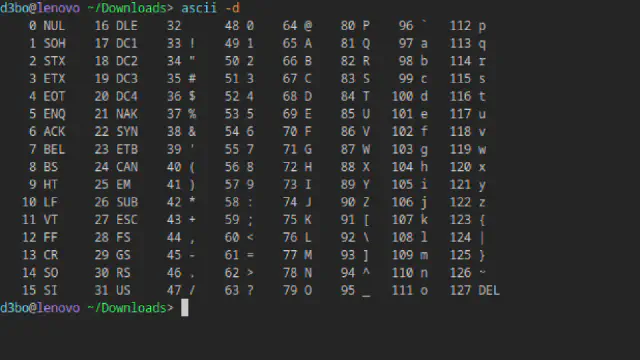 d3bo@lenovo ~/Downloads> ascii -d
0 NUL 16 DLE 32 48 0 64 @ 80 P 96 ` 112 p
1 SOH 17 DC1 33 ! 49 1 65 A 81 Q 97 a 113 q
2 STX 18 DC2 34 " 50 2 66 B 82 R 98 b 114 r
3 ETX 19 DC3 35 # 51 3 67 C 83 S 99 c 115 s
4 EOT 20 DC4 36 $ 52 4 68 D 84 T 100 d 116 t
5 ENQ 21 NAK 37 % 53 5 69 E 85 U 101 e 117 u
6 ACK 22 SYN 38 & 54 6 70 F 86 V 102 f 118 v
7 BEL 23 ETB 39 ' 55 7 71 G 87 W 103 g 119 w
8 BS 24 CAN 40 ( 56 8 72 H 88 X 104 h 120 x
9 HT 25 EM 41 ) 57 9 73 I 89 Y 105 i 121 y
10 LF 26 SUB 42 * 58 : 74 J 90 Z 106 j 122 z
11 VT 27 ESC 43 + 59 ; 75 K 91 [ 107 k 123 {
12 FF 28 FS 44 , 60 < 76 L 92 \ 108 l 124 |
13 CR 29 GS 45 - 61 = 77 M 93 ] 109 m 125 }
14 SO 30 RS 46 . 62 > 78 N 94 ^ 110 n 126 ~
15 SI 31 US 47 / 63 ? 79 O 95 _ 111 o 127 DEL
d3bo@lenovo ~/Downloads>